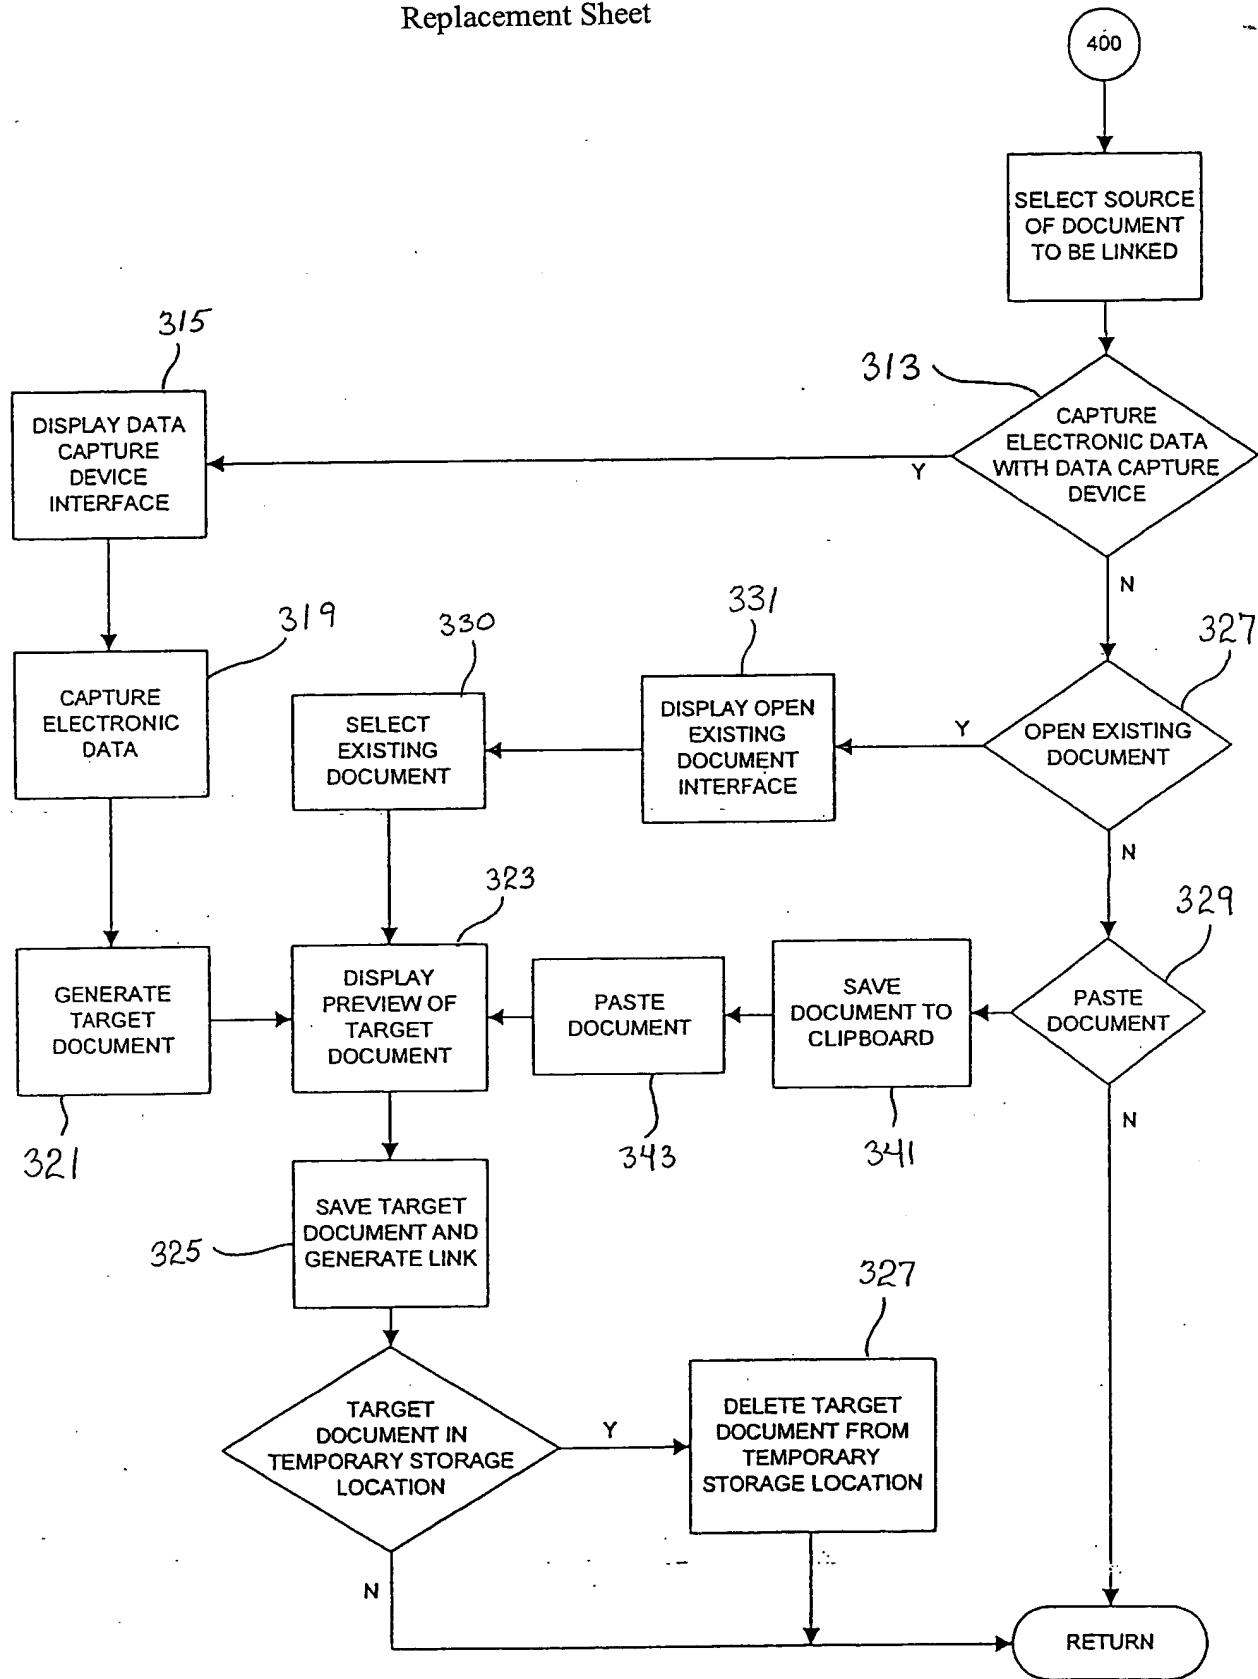 Replacement Sheet
400
SELECT SOURCE
OF DOCUMENT
TO BE LINKED
315
313
DISPLAY DATA
CAPTURE
DEVICE
INTERFACE
CAPTURE
ELECTRONIC DATA
WITH DATA CAPTURE
DEVICE
Y
N
319
330
331
327
CAPTURE
ELECTRONIC
DATA
SELECT
EXISTING
DOCUMENT
DISPLAY OPEN
EXISTING
DOCUMENT
INTERFACE
Y
OPEN EXISTING
DOCUMENT
N
323
329
GENERATE
TARGET
DOCUMENT
DISPLAY
PREVIEW OF
TARGET
DOCUMENT
PASTE
DOCUMENT
SAVE
DOCUMENT TO
CLIPBOARD
PASTE
DOCUMENT
N
321
343
341
325
SAVE TARGET
DOCUMENT AND
GENERATE LINK
327
TARGET
DOCUMENT IN
TEMPORARY STORAGE
LOCATION
Y
DELETE TARGET
DOCUMENT FROM
TEMPORARY
STORAGE LOCATION
N
RETURN